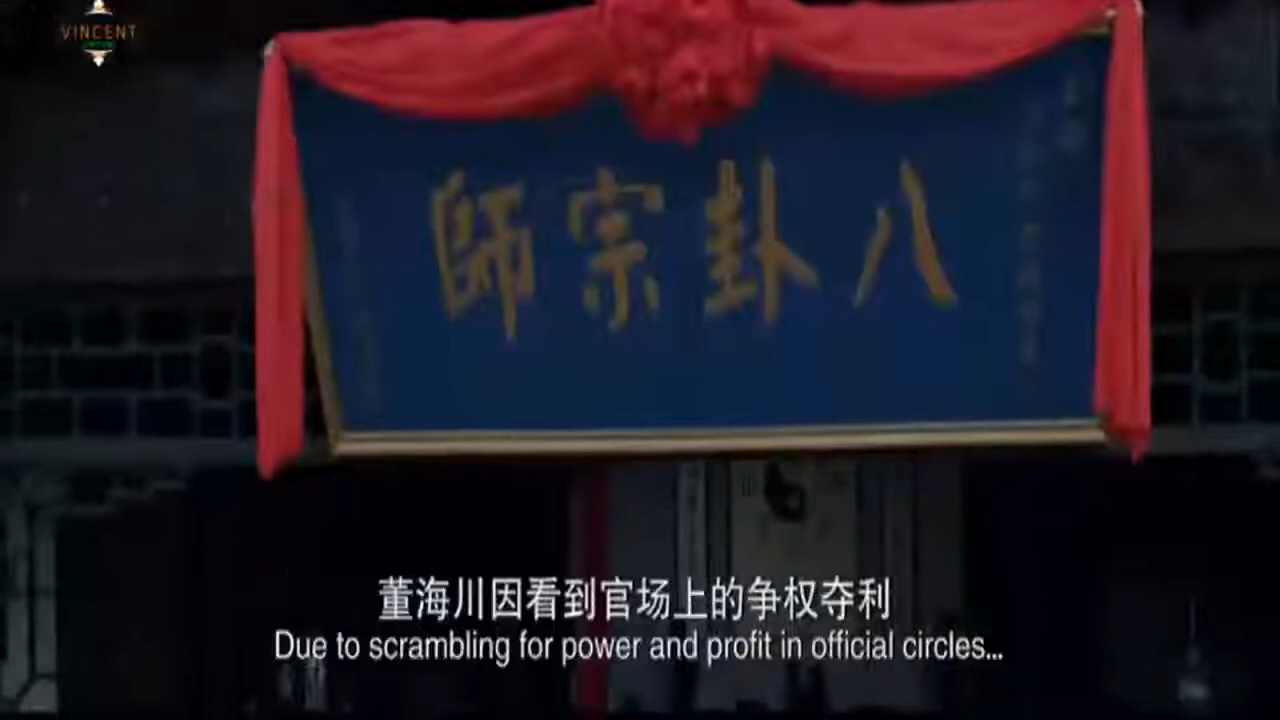 VINCENT
師宗卦八
董海川因看到官场上的争权夺利
Due to scrambling for power and profit in official circles...